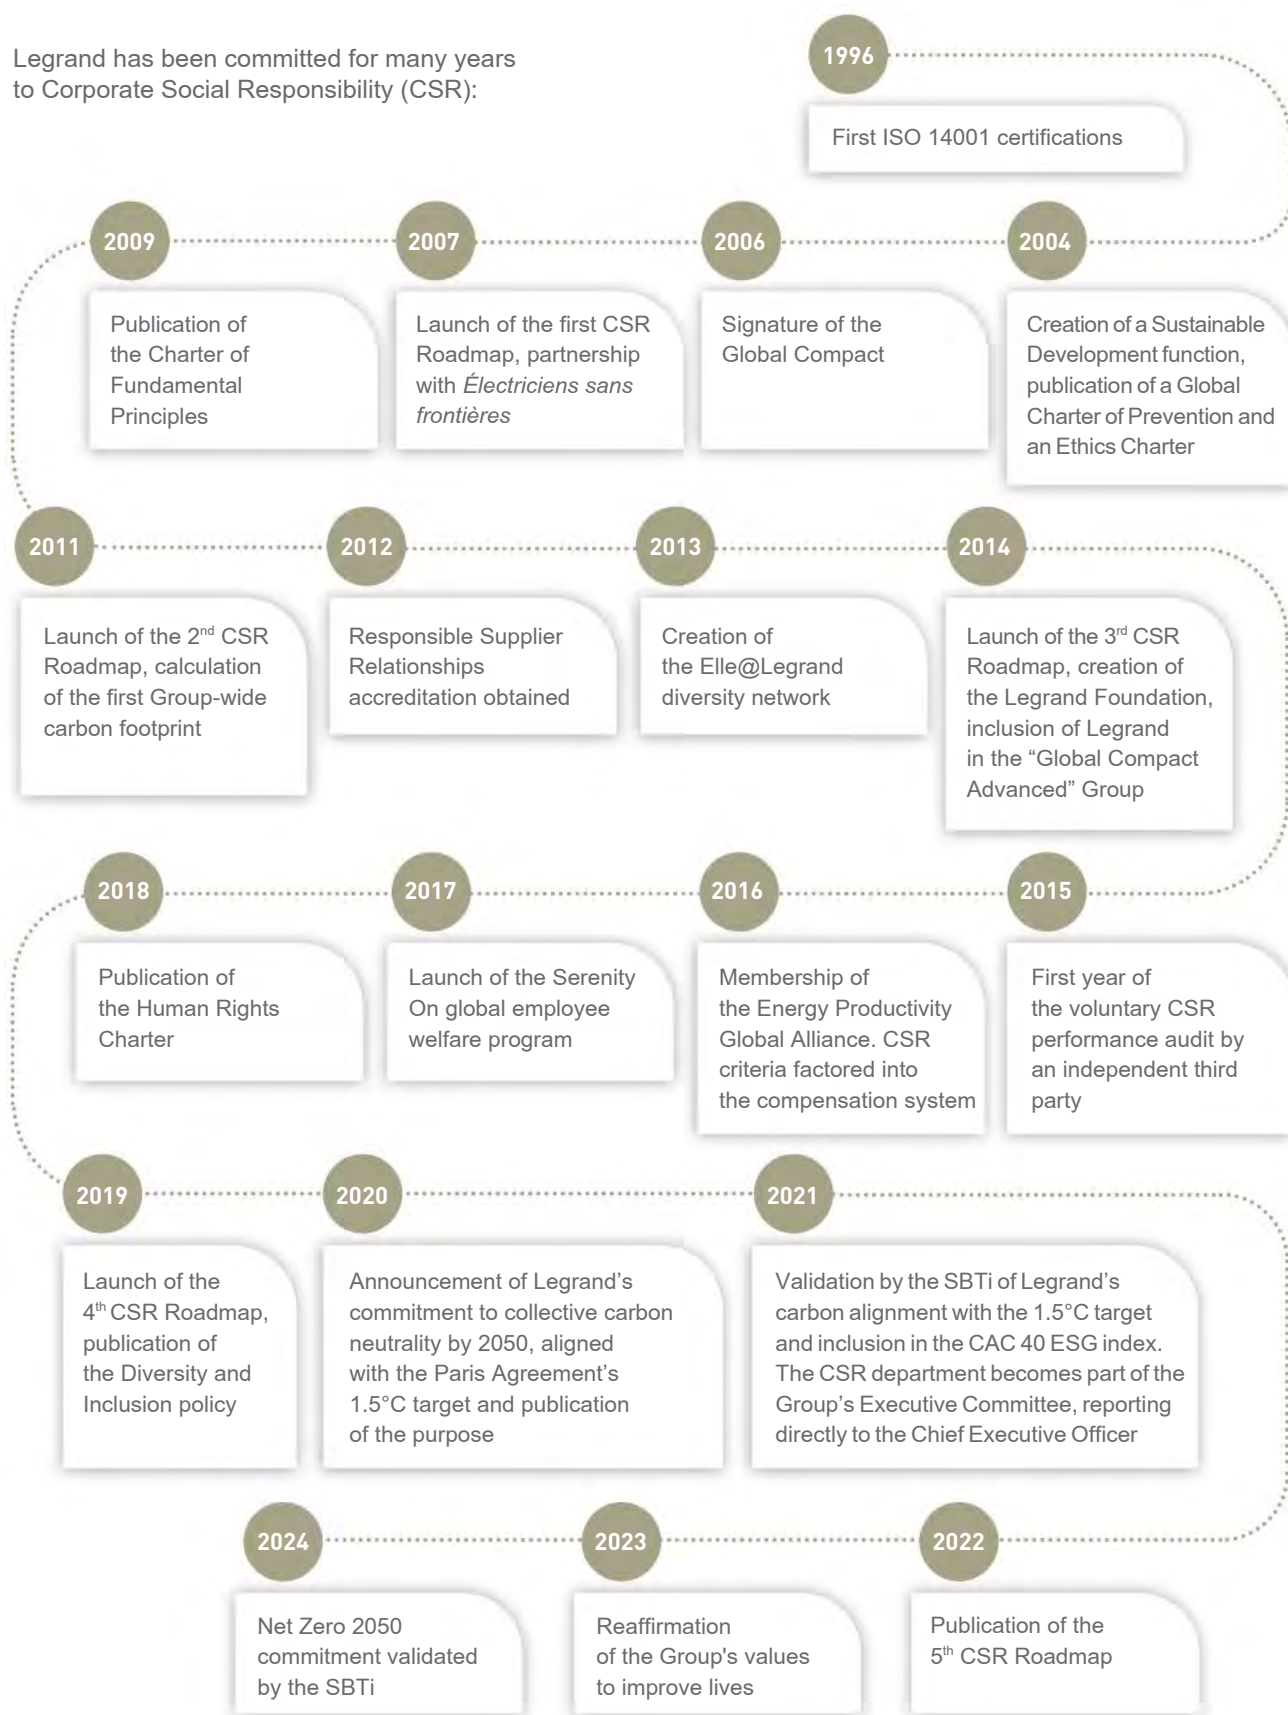 Legrand has been committed for many years
to Corporate Social Responsibility (CSR):
1996
First ISO 14001 certifications
2004
Creation of a Sustainable
Development function,
publication of a Global
Charter of Prevention and
an Ethics Charter
2006
Signature of the
Global Compact
2007
Launch of the first CSR
Roadmap, partnership
with Électriciens sans
frontières
2009
Publication of
the Charter of
Fundamental
Principles
2011
Launch of the 2nd CSR
Roadmap, calculation
of the first Group-wide
carbon footprint
2012
Responsible Supplier
Relationships
accreditation obtained
2013
Creation of
the Elle@Legrand
diversity network
2014
Launch of the 3rd CSR
Roadmap, creation of
the Legrand Foundation,
inclusion of Legrand
in the “Global Compact
Advanced” Group
2015
First year of
the voluntary CSR
performance audit by
an independent third
party
2016
Membership of
the Energy Productivity
Global Alliance. CSR
criteria factored into
the compensation system
2017
Launch of the Serenity
On global employee
welfare program
2018
Publication of
the Human Rights
Charter
2019
Launch of the
4th CSR Roadmap,
publication of
the Diversity and
Inclusion policy
2020
Announcement of Legrand’s
commitment to collective carbon
neutrality by 2050, aligned
with the Paris Agreement’s
1.5°C target and publication
of the purpose
2021
Validation by the SBTi of Legrand’s
carbon alignment with the 1.5°C target
and inclusion in the CAC 40 ESG index.
The CSR department becomes part of the
Group’s Executive Committee, reporting
directly to the Chief Executive Officer
2022
Publication of the
5th CSR Roadmap
2023
Reaffirmation
of the Group's values
to improve lives
2024
Net Zero 2050
commitment validated
by the SBTi